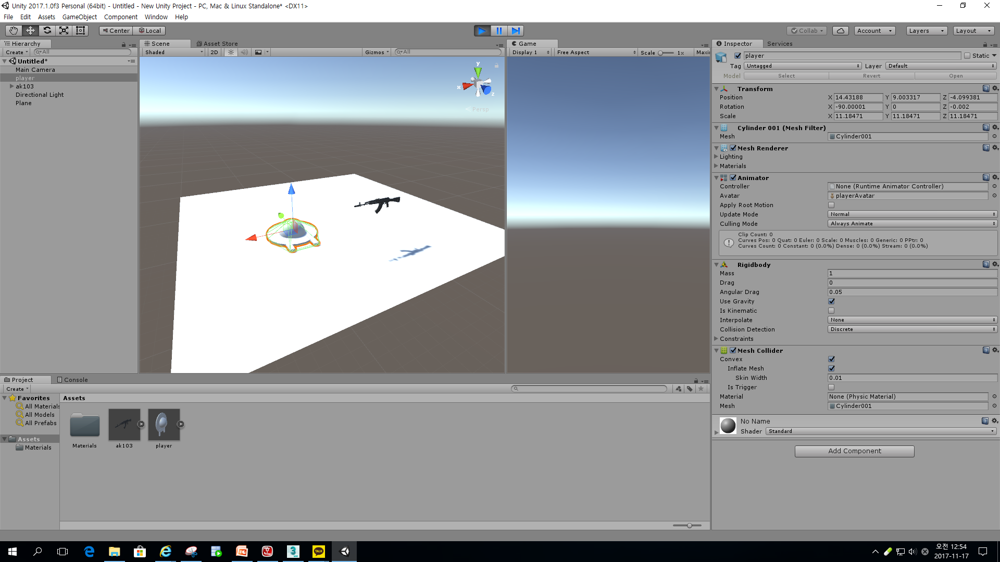 Unity 2017.1.0f3 Personal (64bit) - Untitled - New Unity Project - PC, Mac & Linux Standalone* <DX11>
File Edit Assets GameObject Component Window Help
Center Local Collab Account Layers Layout
Hierarchy
Create All
Untitled*
Main Camera
player
ak103
Directional Light
Plane
Scene Asset Store
Shaded 2D Gizmos All
y
x
z
Persp
Game
Display 1 Free Aspect Scale 1x Maxi
Inspector Services
player Static
Tag Untagged Layer Default
Model Select Revert Open
Transform
Position X 14.43188 Y 9.003317 Z -4.099381
Rotation X -90.00001 Y 0 Z -0.002
Scale X 11.18471 Y 11.18471 Z 11.18471
Cylinder 001 (Mesh Filter)
Mesh Cylinder001
Mesh Renderer
Lighting
Materials
Animator
Controller None (Runtime Animator Controller)
Avatar playerAvatar
Apply Root Motion
Update Mode Normal
Culling Mode Always Animate
Clip Count: 0
Curves Pos: 0 Quat: 0 Euler: 0 Scale: 0 Muscles: 0 Generic: 0 PPtr: 0
Curves Count: 0 Constant: 0 (0.0%) Dense: 0 (0.0%) Stream: 0 (0.0%)
Rigidbody
Mass 1
Drag 0
Angular Drag 0.05
Use Gravity
Is Kinematic
Interpolate None
Collision Detection Discrete
Constraints
Mesh Collider
Convex
Inflate Mesh
Skin Width 0.01
Is Trigger
Material None (Physic Material)
Mesh Cylinder001
No Name
Shader Standard
Add Component
Project Console
Create
Favorites
All Materials
All Models
All Prefabs
Assets
Materials
Assets
Materials ak103 player
TALK
오전 12:54
2017-11-17